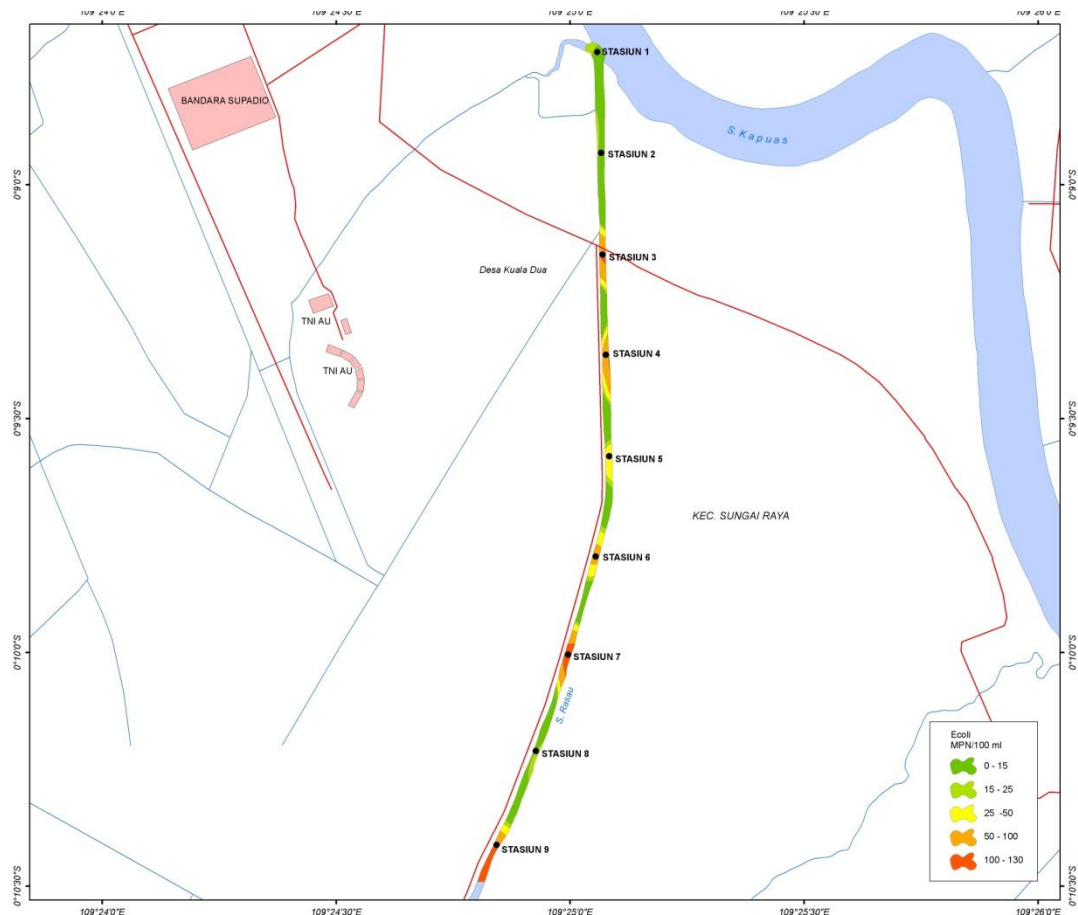 109°24'0"E 109°24'30"E 109°25'0"E 109°25'30"E 109°26'0"E
STASIUN 1
BANDARA SUPADIO
S.Kapuas
STASIUN 2
0°9'0"S 0°9'0"S
STASIUN 3
Desa Kuala Dua
TNI AU
STASIUN 4
TNI AU
0°9'30"S 0°9'30"S
STASIUN 5
KEC. SUNGAI RAYA
STASIUN 6
0°10'0"S 0°10'0"S
STASIUN 7
S. Rasau
STASIUN 8
Ecoli
MPN/100 ml
0 - 15
15 - 25
25 -50
50 - 100
100 - 130
STASIUN 9
0°10'30"S 0°10'30"S
109°24'0"E 109°24'30"E 109°25'0"E 109°25'30"E 109°26'0"E